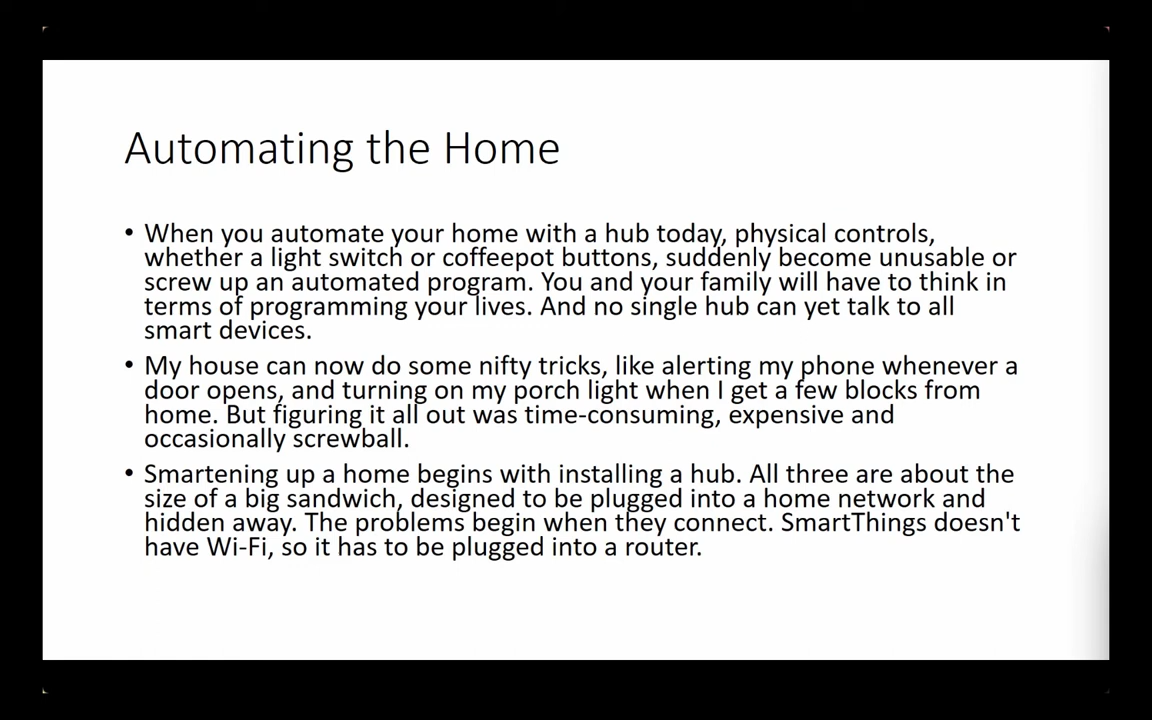 Automating the Home
• When you automate your home with a hub today, physical controls,
whether a light switch or coffeepot buttons, suddenly become unusable or
screw up an automated program. You and your family will have to think in
terms of programming your lives. And no single hub can yet talk to all
smart devices.
• My house can now do some nifty tricks, like alerting my phone whenever a
door opens, and turning on my porch light when I get a few blocks from
home. But figuring it all out was time-consuming, expensive and
occasionally screwball.
• Smartening up a home begins with installing a hub. All three are about the
size of a big sandwich, designed to be plugged into a home network and
hidden away. The problems begin when they connect. SmartThings doesn't
have Wi-Fi, so it has to be plugged into a router.